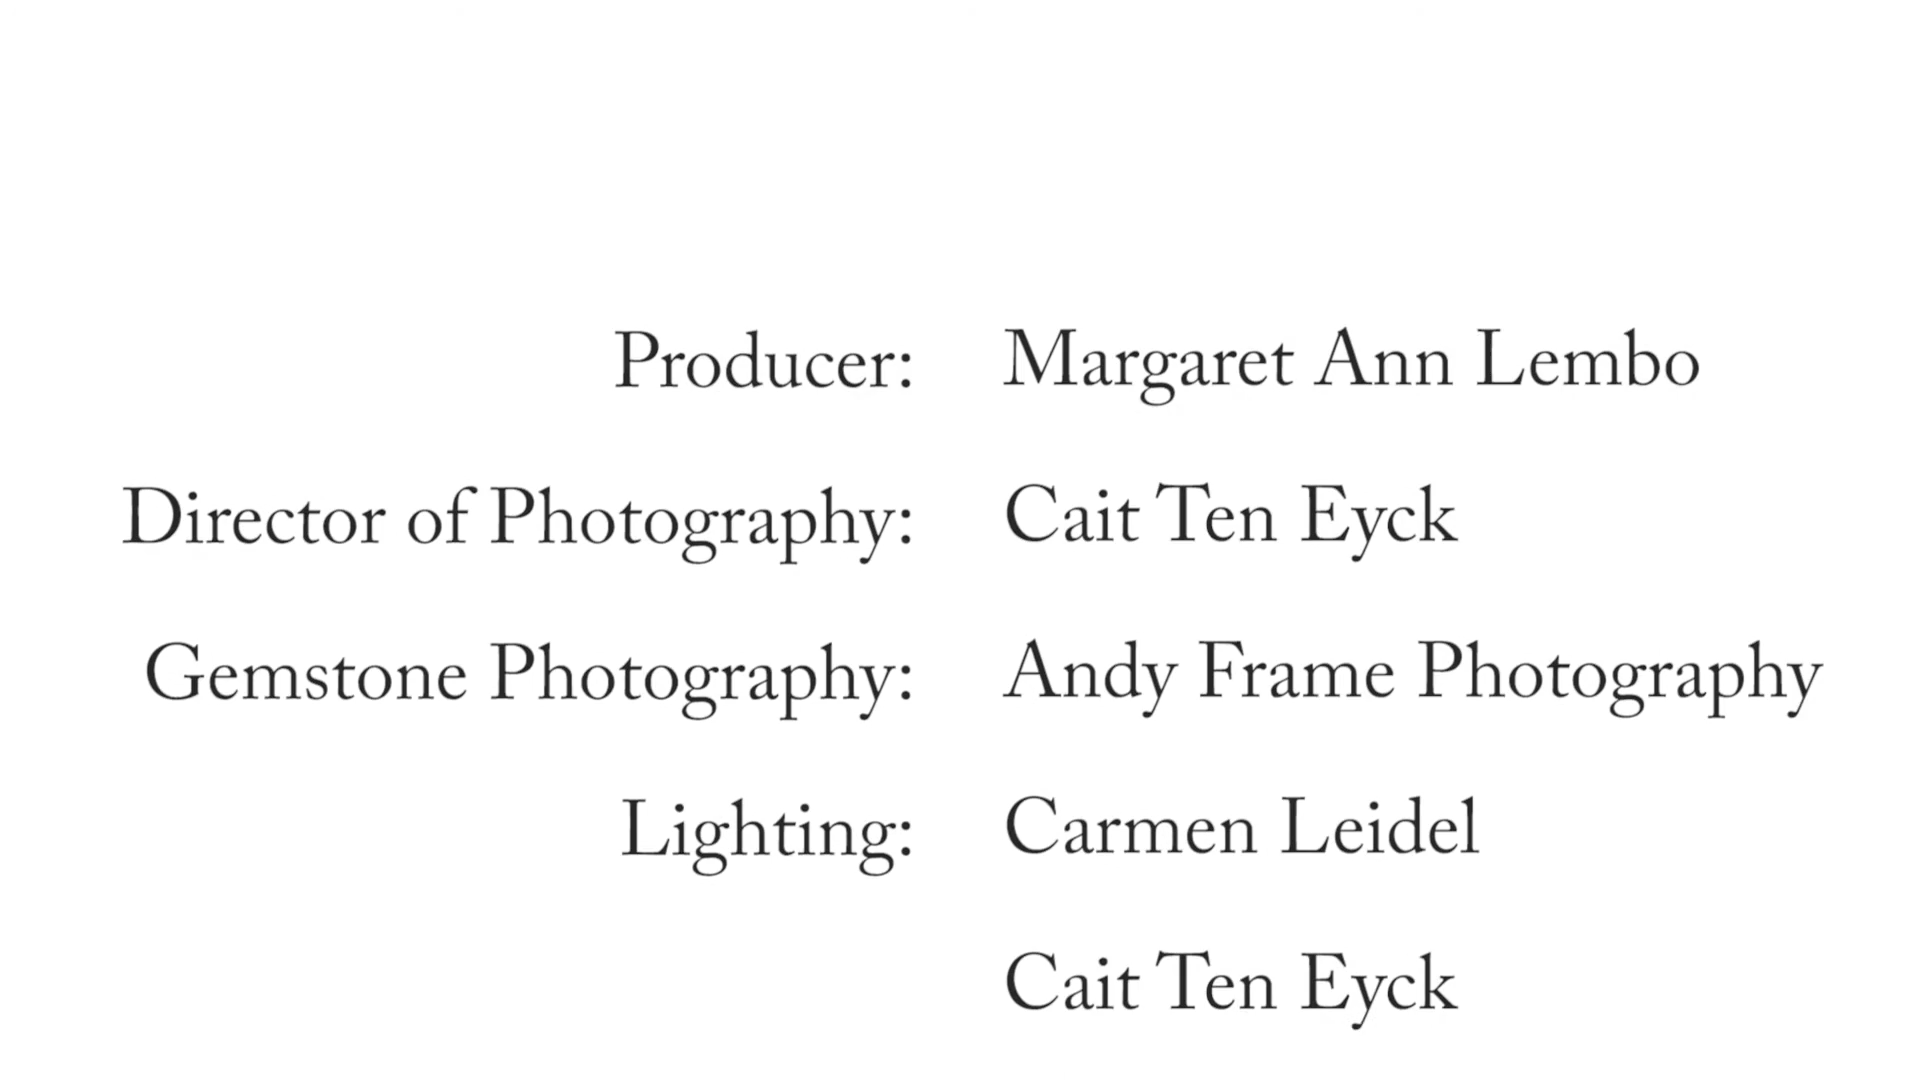 Producer: Margaret Ann Lembo
Director of Photography: Cait Ten Eyck
Gemstone Photography: Andy Frame Photography
Lighting: Carmen Leidel
Cait Ten Eyck